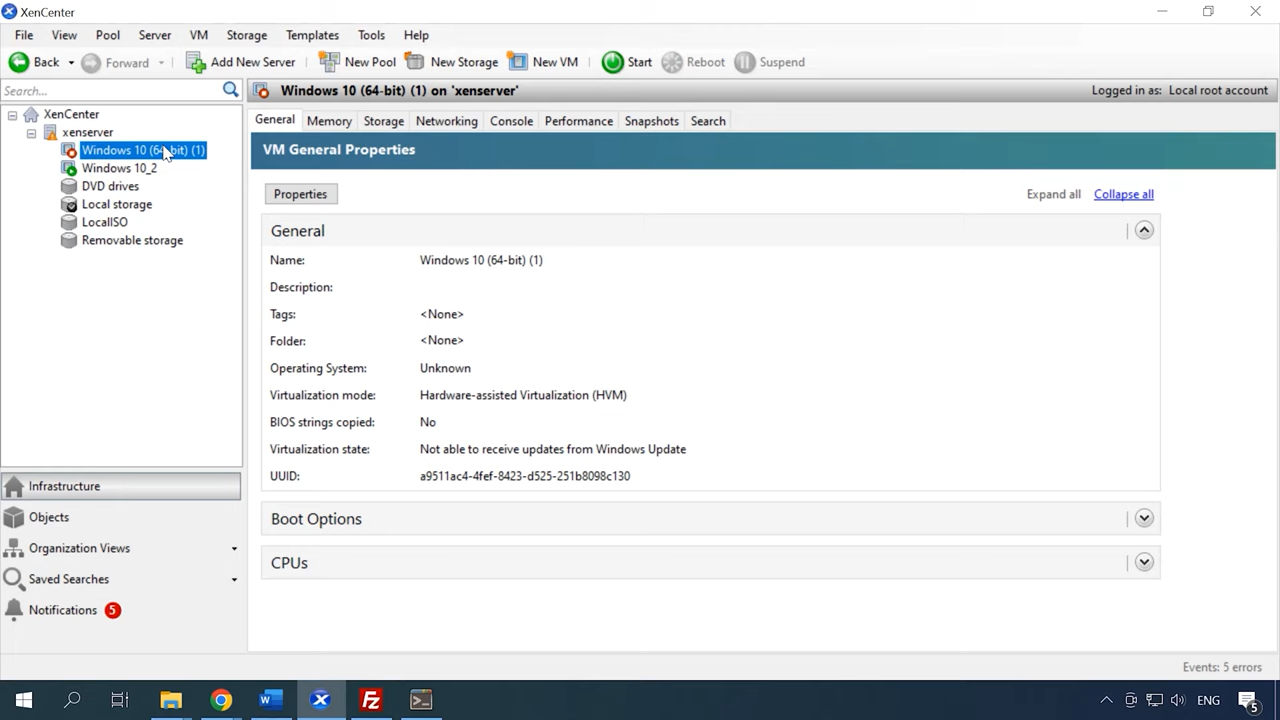 XenCenter
File View Pool Server VM Storage Templates Tools Help
Back Forward Add New Server New Pool New Storage New VM Start Reboot Suspend
Search...
Windows 10 (64-bit) (1) on 'xenserver'
Logged in as: Local root account
XenCenter
xenserver
Windows 10 (64-bit) (1)
Windows 10_2
DVD drives
Local storage
LocalISO
Removable storage
General Memory Storage Networking Console Performance Snapshots Search
VM General Properties
Properties
Expand all Collapse all
General
Name: Windows 10 (64-bit) (1)
Description:
Tags: <None>
Folder: <None>
Operating System: Unknown
Virtualization mode: Hardware-assisted Virtualization (HVM)
BIOS strings copied: No
Virtualization state: Not able to receive updates from Windows Update
UUID: a9511ac4-4fef-8423-d525-251b8098c130
Boot Options
CPUs
Infrastructure
Objects
Organization Views
Saved Searches
Notifications 5
Events: 5 errors
ENG
5